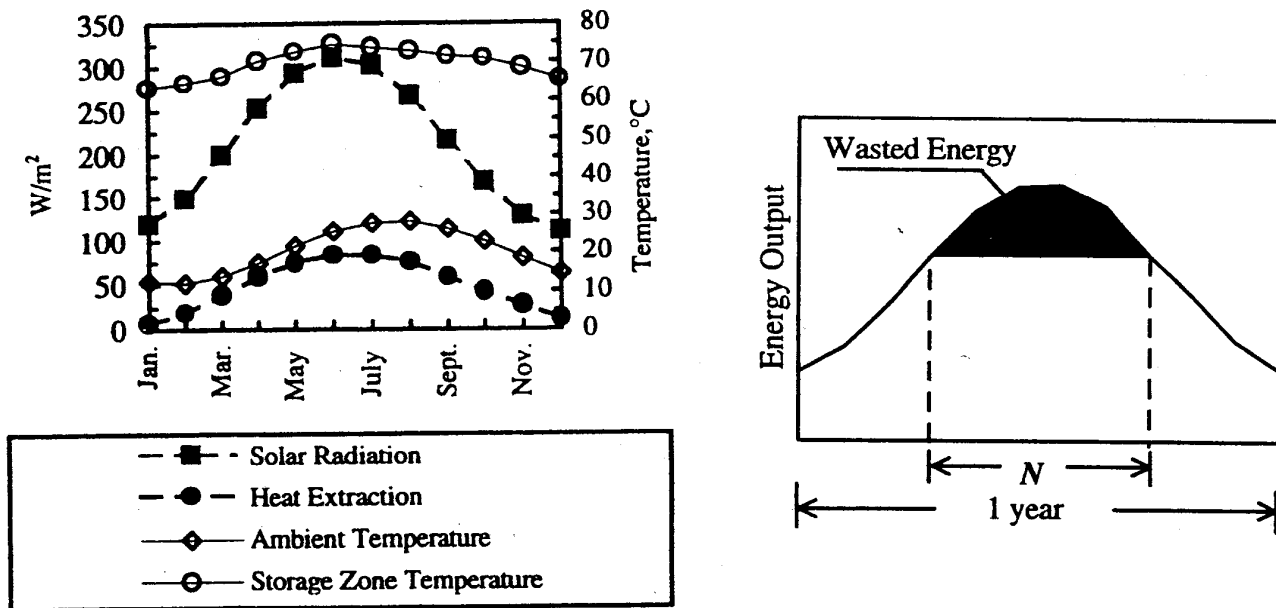 350
300
250
200
150
100
50
0
W/m²
80
70
60
50
40
30
20
10
0
Temperature,°C
Jan.
Mar.
May
July
Sept.
Nov.
Solar Radiation
Heat Extraction
Ambient Temperature
Storage Zone Temperature
Wasted Energy
Energy Output
N
1 year